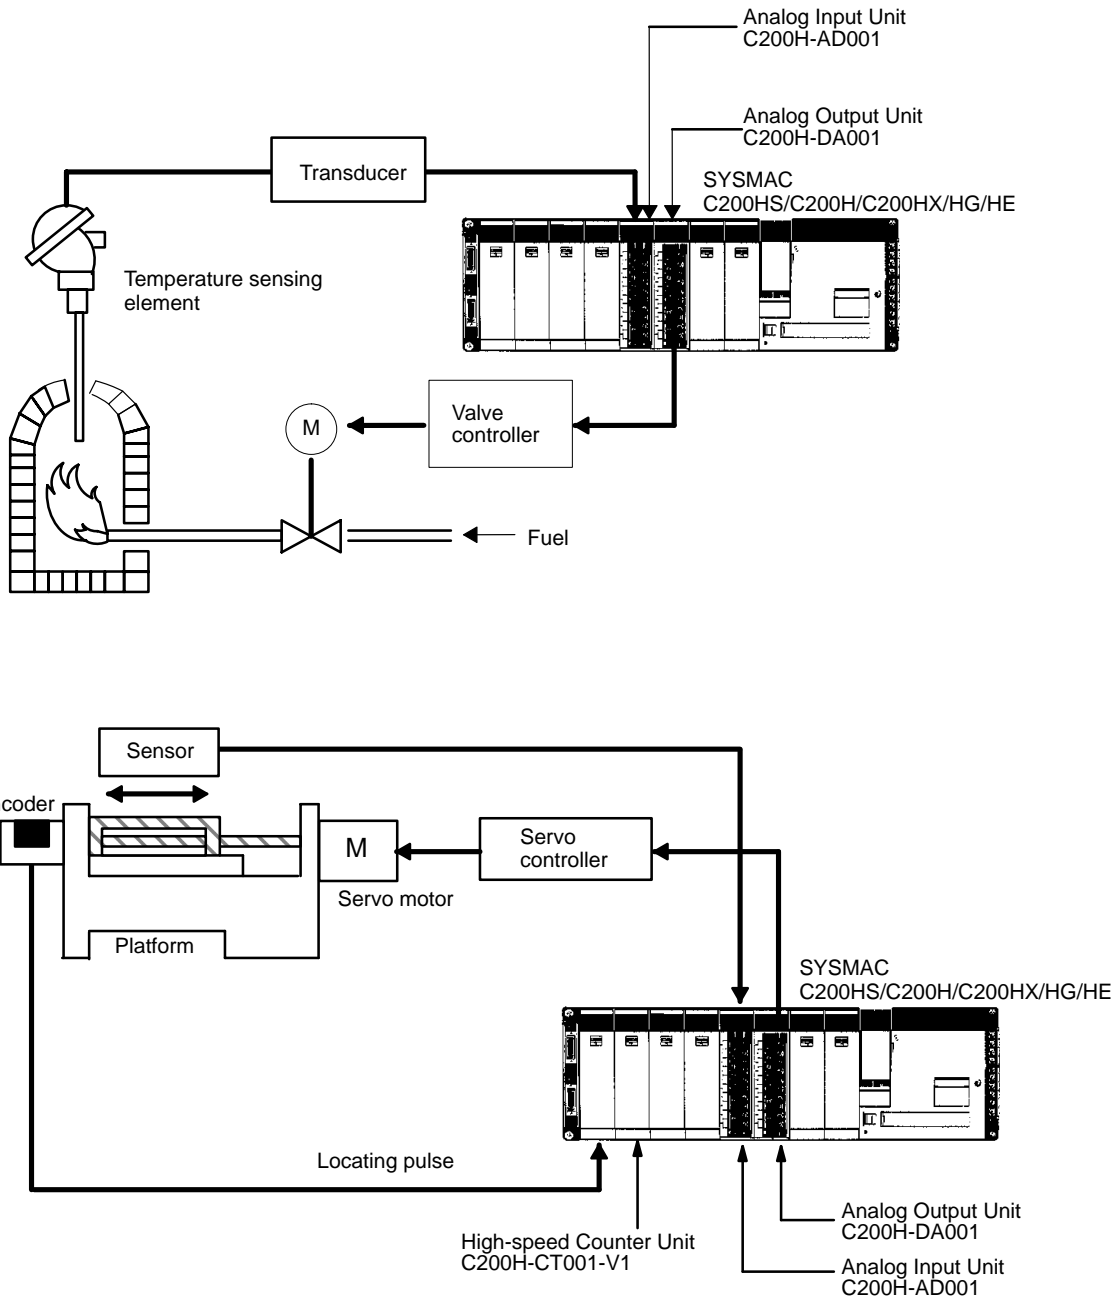 Analog Input Unit
C200H-AD001
Analog Output Unit
C200H-DA001
Transducer
SYSMAC
C200HS/C200H/C200HX/HG/HE
Temperature sensing
element
Valve
controller
M
Fuel
Sensor
coder
M
Servo
controller
Servo motor
Platform
SYSMAC
C200HS/C200H/C200HX/HG/HE
Locating pulse
High-speed Counter Unit
C200H-CT001-V1
Analog Output Unit
C200H-DA001
Analog Input Unit
C200H-AD001